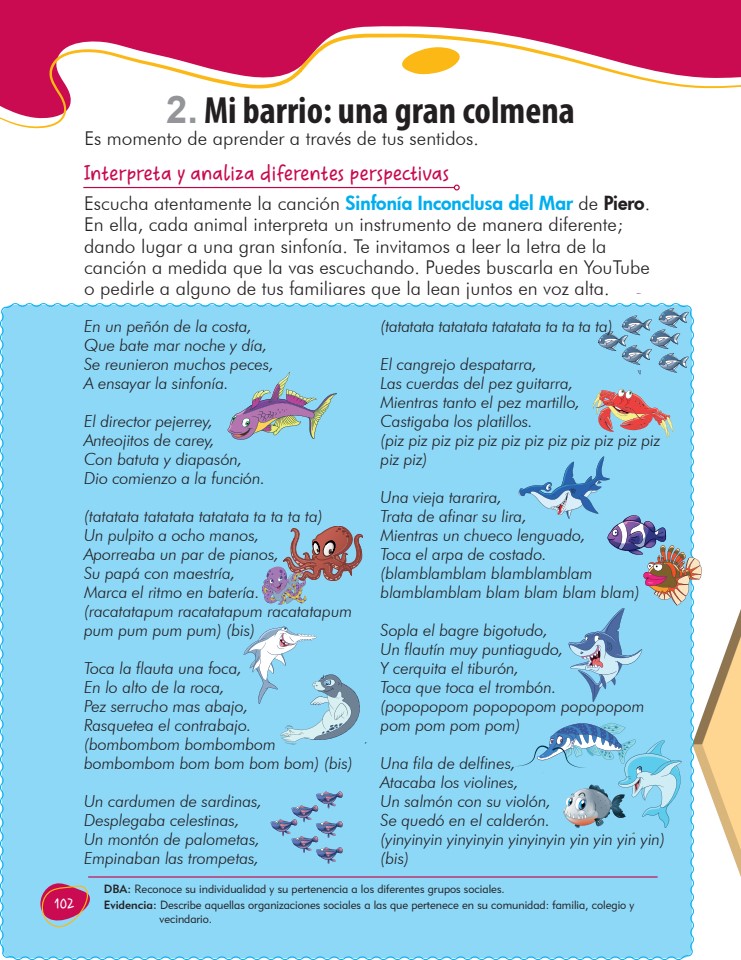 2. Mi barrio: una gran colmena
Es momento de aprender a través de tus sentidos.
Interpreta y analiza diferentes perspectivas
Escucha atentamente la canción Sinfonía Inconclusa del Mar de Piero.
En ella, cada animal interpreta un instrumento de manera diferente;
dando lugar a una gran sinfonía. Te invitamos a leer la letra de la
canción a medida que la vas escuchando. Puedes buscarla en YouTube
o pedirle a alguno de tus familiares que la lean juntos en voz alta.
En un peñón de la costa,
Que bate mar noche y día,
Se reunieron muchos peces,
A ensayar la sinfonía.
El director pejerrey,
Anteojitos de carey,
Con batuta y diapasón,
Dio comienzo a la función.
(tatatata tatatata tatatata ta ta ta ta)
Un pulpito a ocho manos,
Aporreaba un par de pianos,
Su papá con maestría,
Marca el ritmo en batería.
(racatatapum racatatapum racatatapum
pum pum pum pum) (bis)
Toca la flauta una foca,
En lo alto de la roca,
Pez serrucho mas abajo,
Rasquetea el contrabajo.
(bombombom bombombom
bombombom bom bom bom bom) (bis)
Un cardumen de sardinas,
Desplegaba celestinas,
Un montón de palometas,
Empinaban las trompetas,
(tatatata tatatata tatatata ta ta ta ta)
El cangrejo despatarra,
Las cuerdas del pez guitarra,
Mientras tanto el pez martillo,
Castigaba los platillos.
(piz piz piz piz piz piz piz piz piz piz piz piz
piz piz)
Una vieja tararira,
Trata de afinar su lira,
Mientras un chueco lenguado,
Toca el arpa de costado.
(blamblamblam blamblamblam
blamblamblam blam blam blam blam)
Sopla el bagre bigotudo,
Un flautín muy puntiagudo,
Y cerquita el tiburón,
Toca que toca el trombón.
(popopopom popopopom popopopom
pom pom pom pom)
Una fila de delfines,
Atacaba los violines,
Un salmón con su violón,
Se quedó en el calderón.
(yinyinyin yinyinyin yinyinyin yin yin yin yin)
(bis)
DBA: Reconoce su individualidad y su pertenencia a los diferentes grupos sociales.
Evidencia: Describe aquellas organizaciones sociales a las que pertenece en su comunidad: familia, colegio y
vecindario.
102